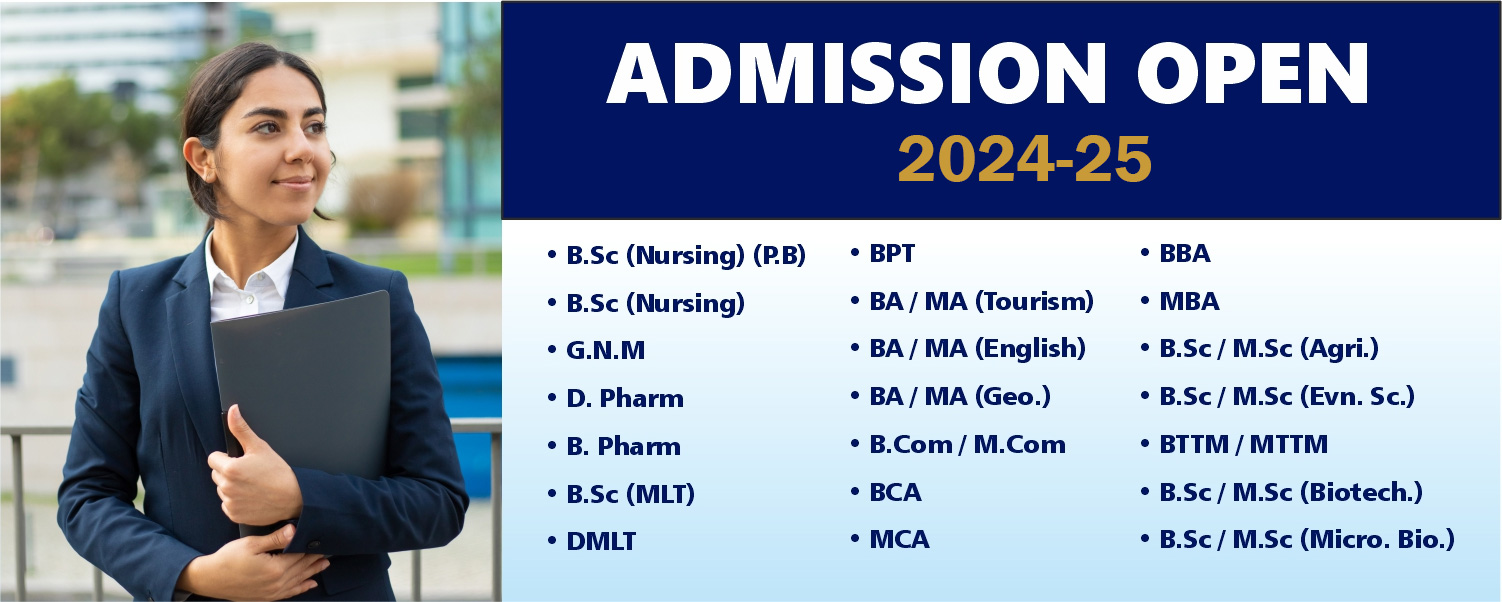 ADMISSION OPEN
2024-25
• B.Sc (Nursing) (P.B)
• B.Sc (Nursing)
• G.N.M
• D. Pharm
• B. Pharm
• B.Sc (MLT)
• DMLT
• BPT
• BA / MA (Tourism)
• BA / MA (English)
• BA / MA (Geo.)
• B.Com / M.Com
• BCA
• MCA
• BBA
• MBA
• B.Sc / M.Sc (Agri.)
• B.Sc / M.Sc (Evn. Sc.)
• BTTM / MTTM
• B.Sc / M.Sc (Biotech.)
• B.Sc / M.Sc (Micro. Bio.)